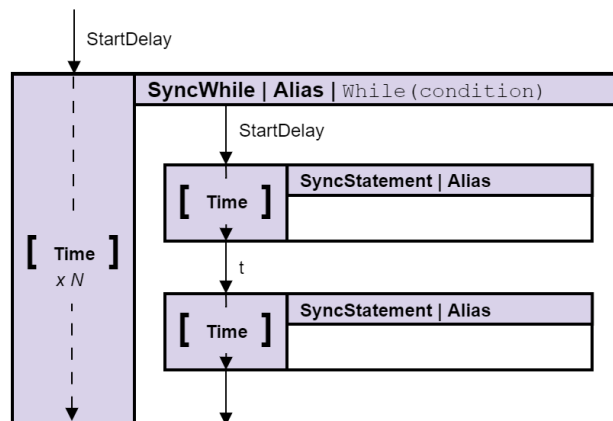 StartDelay
SyncWhile | Alias | While(condition)
StartDelay
SyncStatement | Alias
[ Time ]
[ Time ]
x N
t
SyncStatement | Alias
[ Time ]